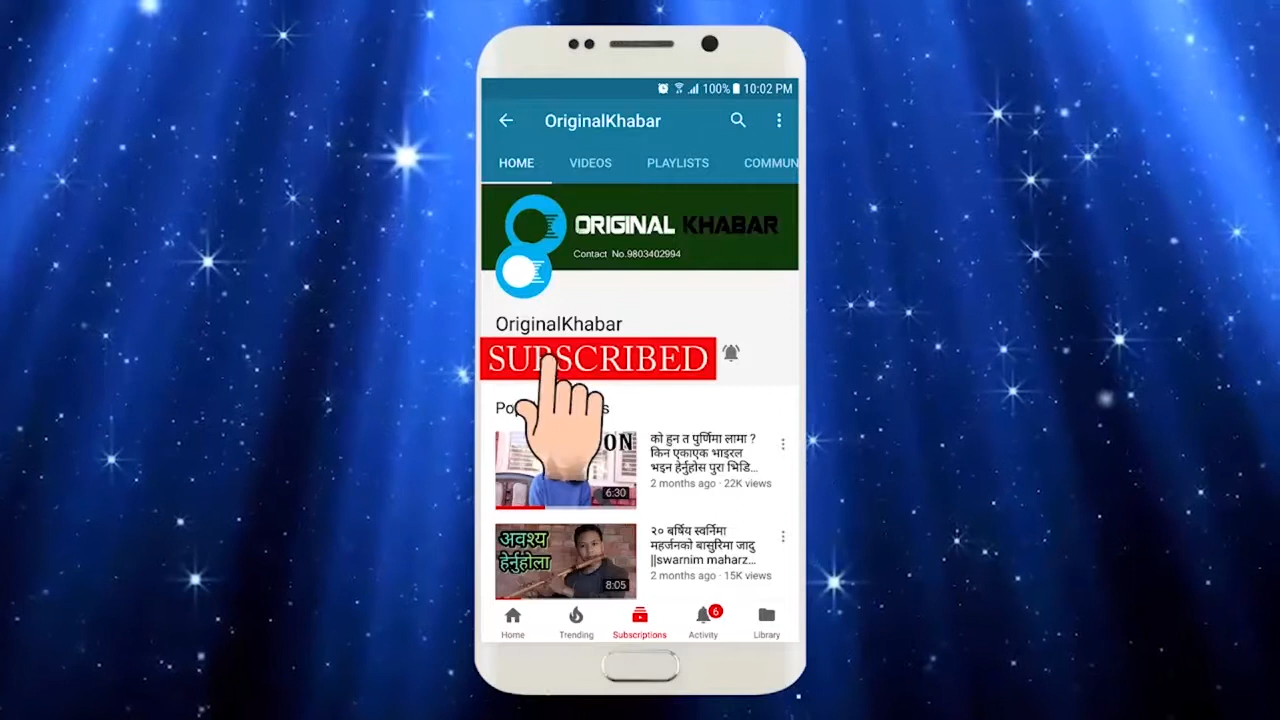 100% 10:02 PM
OriginalKhabar
HOME VIDEOS PLAYLISTS COMMUN
ORIGINAL KHABAR
Contact No.9803402994
OriginalKhabar
SUBSCRIBED
ON
6:30
को हुन त पुर्णिमा लामा ?
किन एकाएक भाइरल
भइन हेर्नुहोस पुरा भिडि...
2 months ago · 22K views
अवश्य
हेर्नुहोला
8:05
२० बर्षिय स्वर्निमा
महर्जनको बासुरिमा जादु
||swarnim maharz...
2 months ago · 15K views
6
Home Trending Subscriptions Activity Library